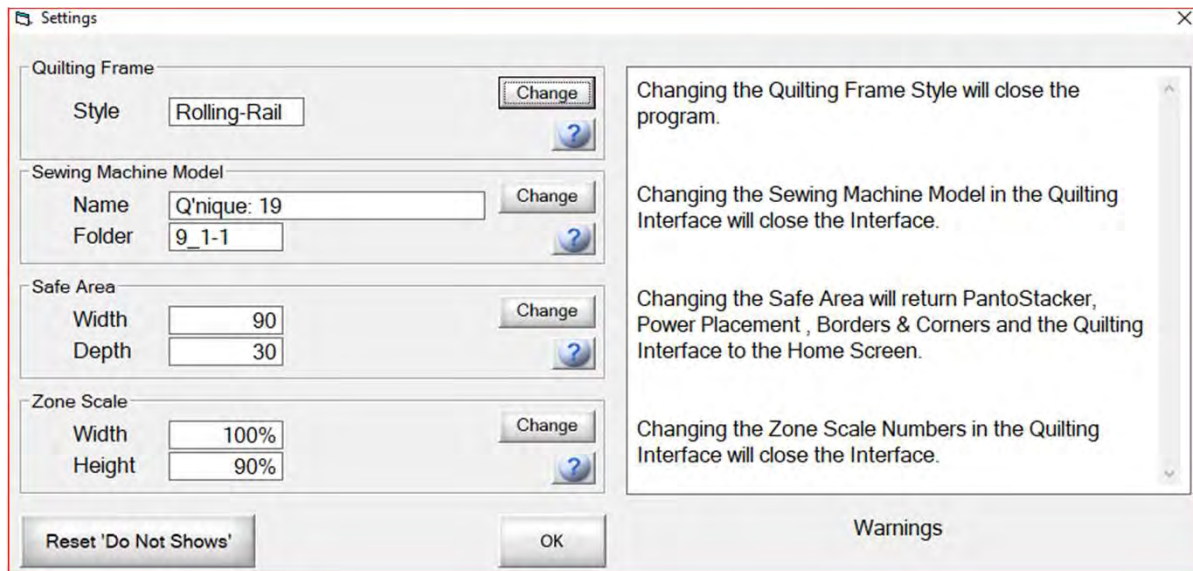 Settings
Quilting Frame
Style Rolling-Rail
Change
?
Sewing Machine Model
Name Q'nique: 19
Change
Folder 9_1-1
?
Safe Area
Width 90
Change
Depth 30
?
Zone Scale
Width 100%
Change
Height 90%
?
Reset 'Do Not Shows'
OK
Changing the Quilting Frame Style will close the
program.
Changing the Sewing Machine Model in the Quilting
Interface will close the Interface.
Changing the Safe Area will return PantoStacker,
Power Placement , Borders & Corners and the Quilting
Interface to the Home Screen.
Changing the Zone Scale Numbers in the Quilting
Interface will close the Interface.
Warnings